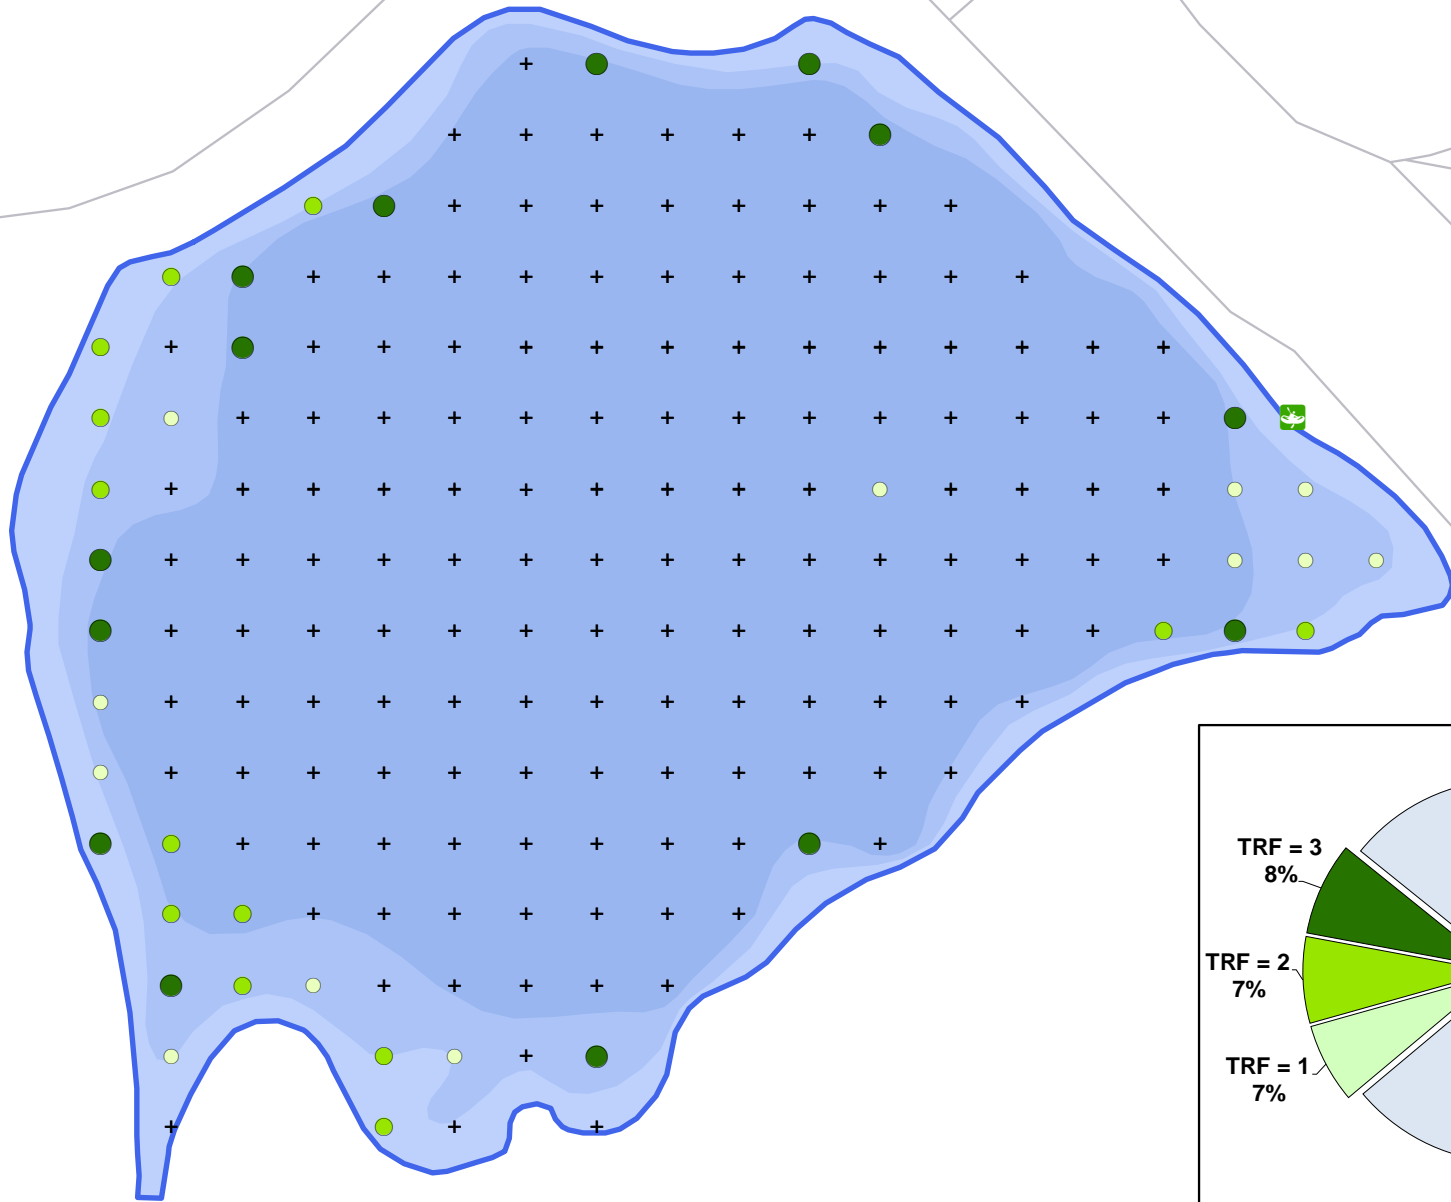 TRF = 3
8%
TRF = 2
7%
TRF = 1
7%